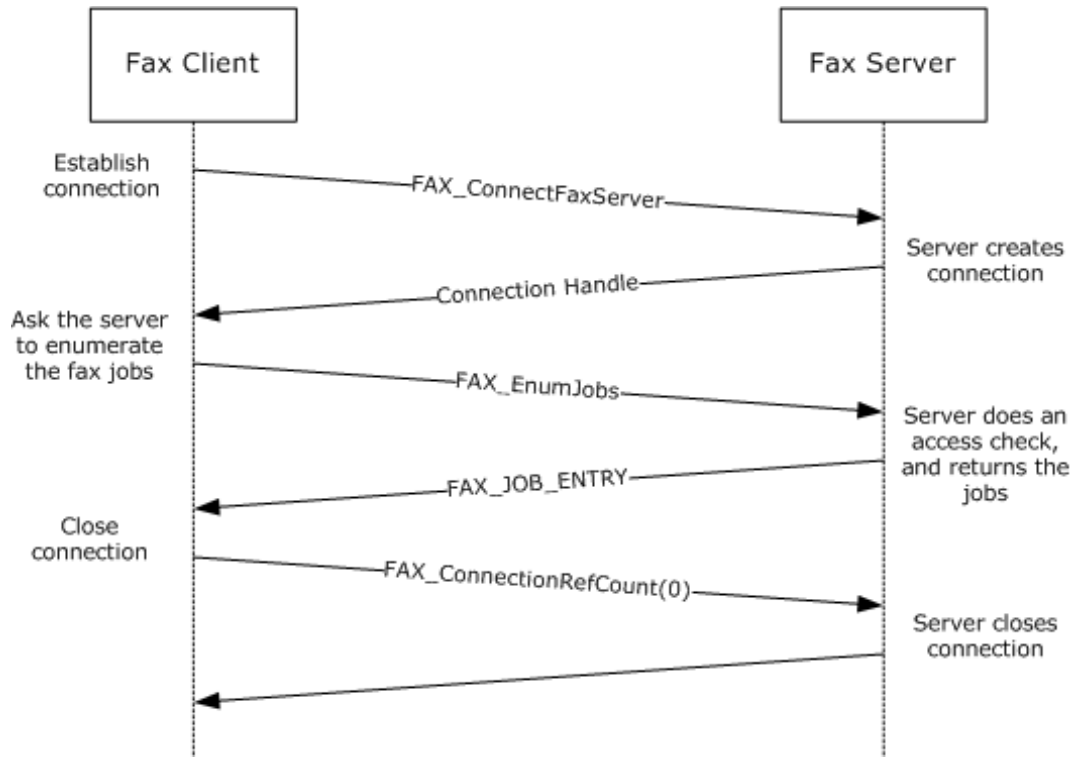 Fax Client
Fax Server
Establish
connection
FAX_ConnectFaxServer
Server creates
connection
Connection Handle
Ask the server
to enumerate
the fax jobs
FAX_EnumJobs
Server does an
access check,
and returns the
jobs
FAX_JOB_ENTRY
Close
connection
FAX_ConnectionRefCount(0)
Server closes
connection